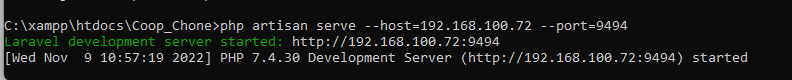 C:\xampp\htdocs\Coop_Chone>php artisan serve --host=192.168.100.72 --port=9494
Laravel development server started: http://192.168.100.72:9494
[Wed Nov  9 10:57:19 2022] PHP 7.4.30 Development Server (http://192.168.100.72:9494) started